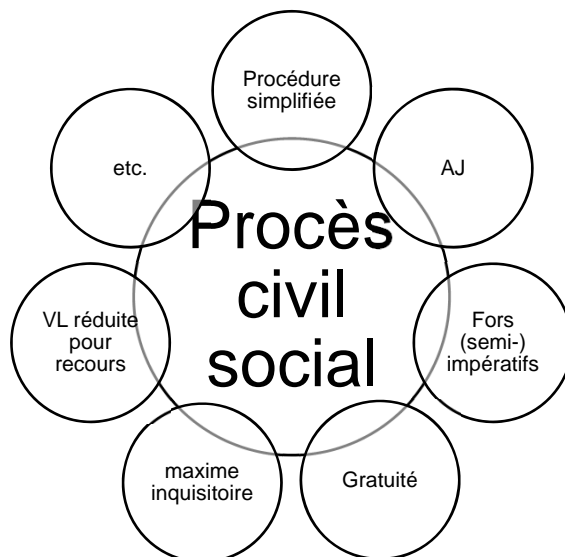 Procédure
simplifiée
etc.
AJ
Procès
civil
social
VL réduite
pour
recours
Fors
(semi-)
impératifs
maxime
inquisitoire
Gratuité